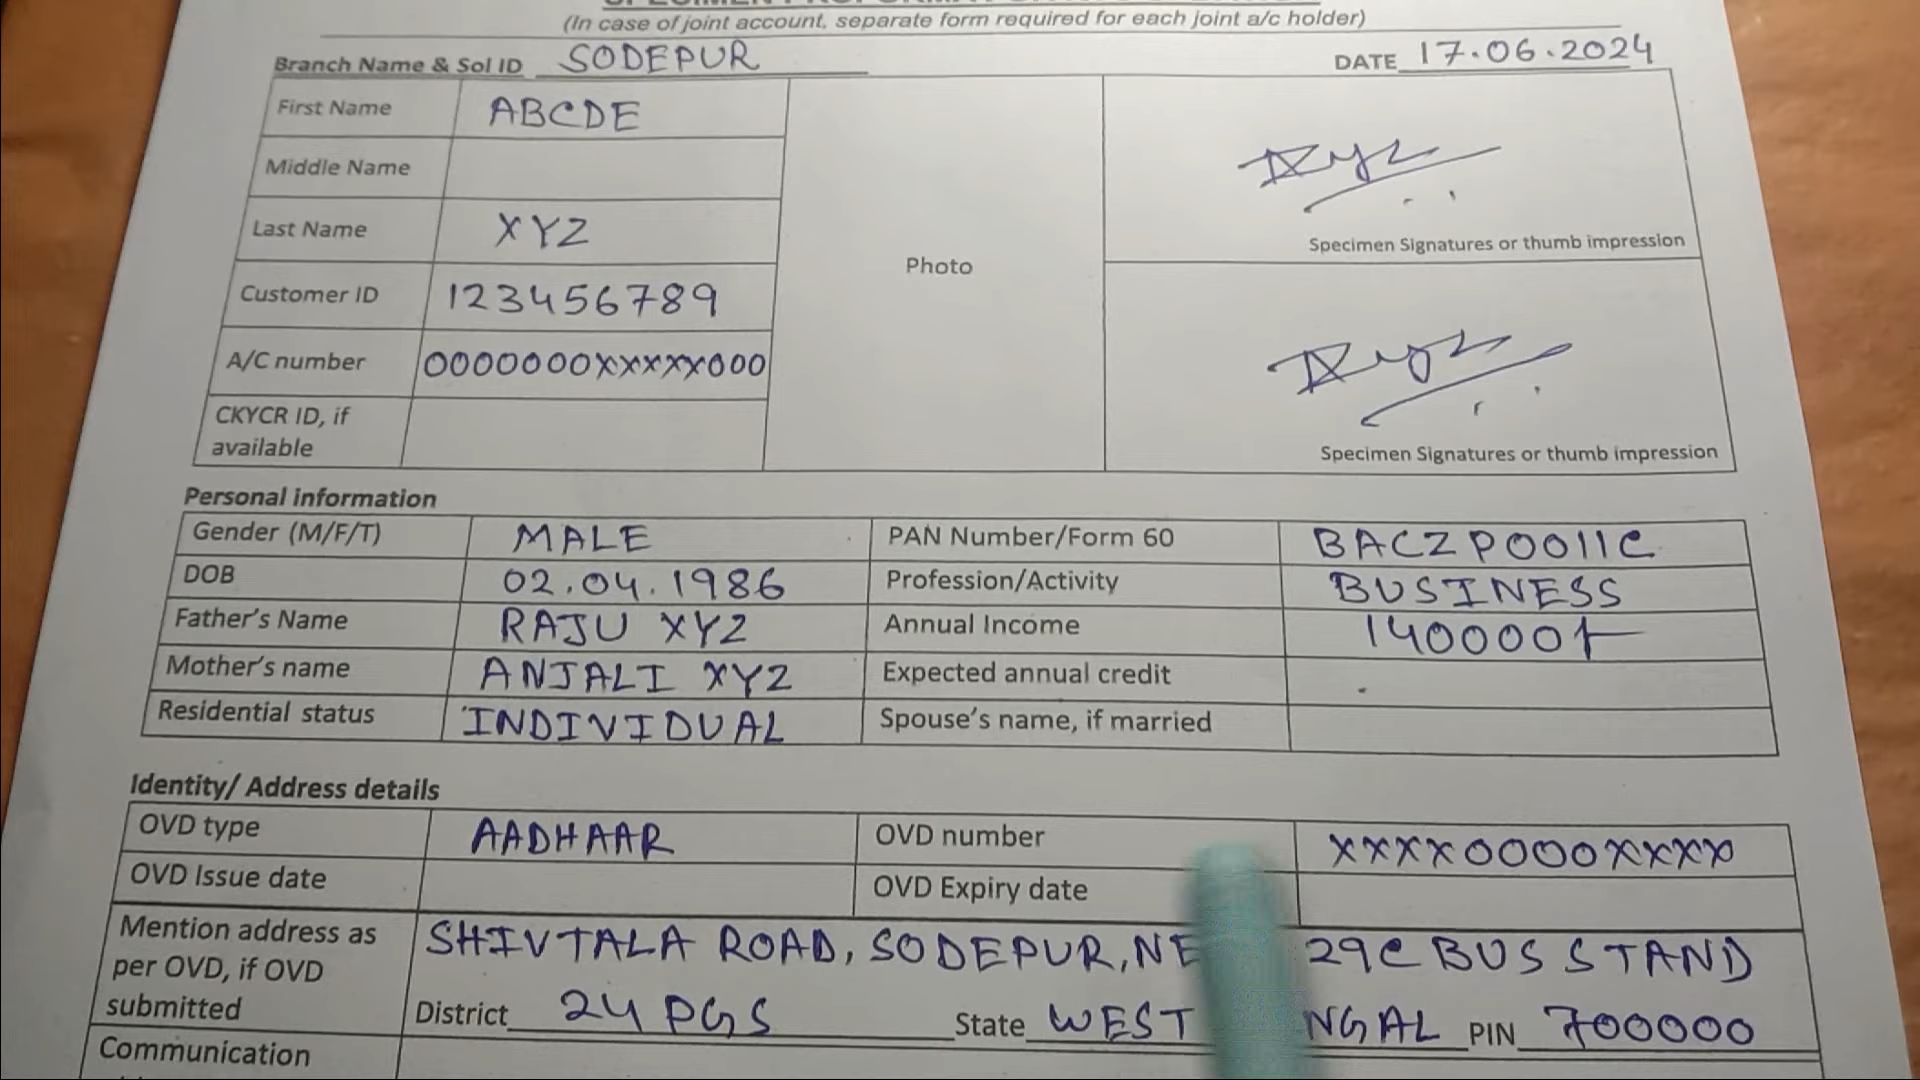 (In case of joint account, separate form required for each joint a/c holder)
Branch Name & Sol ID SODEPUR DATE 17.06.2024
First Name ABCDE
Middle Name
Last Name XYZ
Customer ID 123456789
A/C number 0000000XXXXX000
CKYCR ID, if
available
Photo
Specimen Signatures or thumb impression
Specimen Signatures or thumb impression
Personal information
Gender (M/F/T) MALE PAN Number/Form 60 BACZP0011C
DOB 02.04.1986 Profession/Activity BUSINESS
Father's Name RAJU XYZ Annual Income 140000/-
Mother's name ANJALI XYZ Expected annual credit
Residential status INDIVIDUAL Spouse's name, if married
Identity/ Address details
OVD type AADHAAR OVD number XXXX0000XXXX
OVD Issue date OVD Expiry date
Mention address as
per OVD, if OVD
submitted
SHIVTALA ROAD, SODEPUR, 29C BUS STAND
District 24 PGS State WEST PIN 700000
Communication